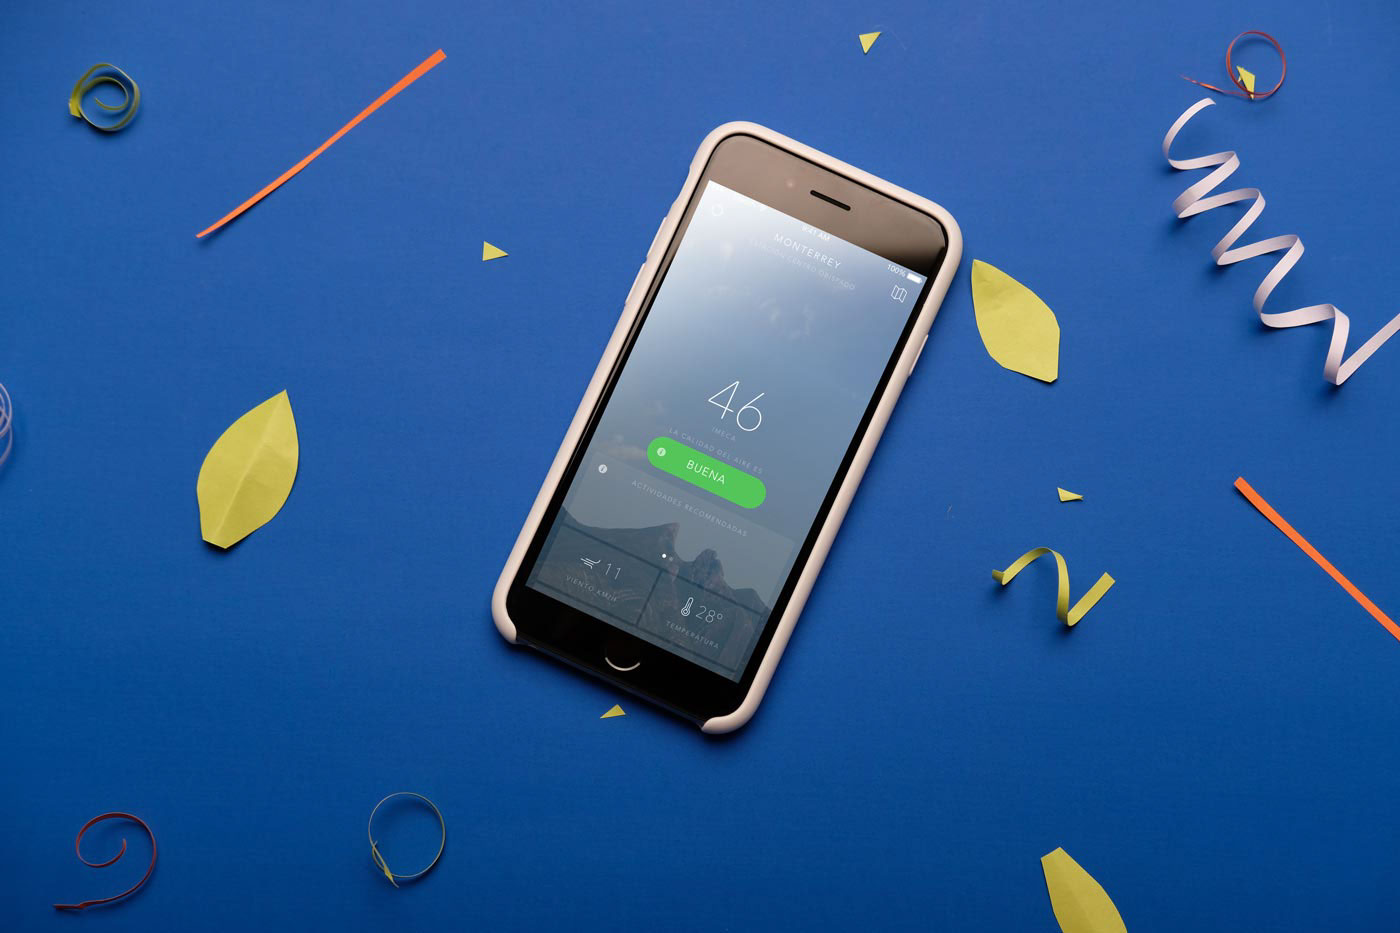 9:41 AM
100%
MONTERREY
ESTACIÓN CENTRO OBISPADO
46
IMECA
LA CALIDAD DEL AIRE ES
BUENA
ACTIVIDADES RECOMENDADAS
11
VIENTO KM/H
28°
TEMPERATURA